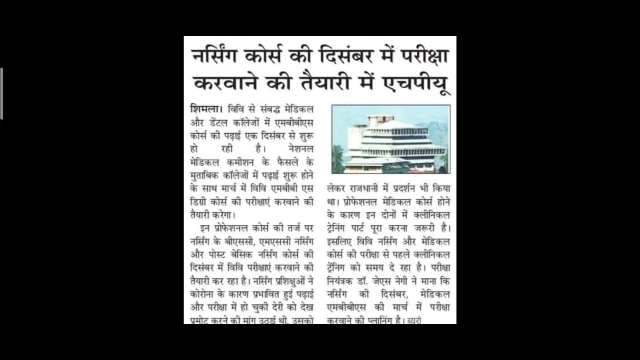 नर्सिंग कोर्स की दिसंबर में परीक्षा
करवाने की तैयारी में एचपीयू
शिमला। विवि से संबद्ध मेडिकल
और डेंटल कॉलेजों में एमबीबीएस
कोर्स की पढ़ाई एक दिसंबर से शुरू
हो रही है। नेशनल
मेडिकल कमीशन के फैसले के
मुताबिक कॉलेजों में पढ़ाई शुरू होने
के साथ मार्च में विवि एमबीबी एस
डिग्री कोर्स की परीक्षाएं करवाने की
तैयारी करेगा।
इन प्रोफेशनल कोर्स की तर्ज पर
नर्सिंग के बीएससी, एमएससी नर्सिंग
और पोस्ट बेसिक नर्सिंग कोर्स की
दिसंबर में विवि परीक्षाएं करवाने की
तैयारी कर रहा है। नर्सिंग प्रशिक्षुओं ने
कोरोना के कारण प्रभावित हुई पढ़ाई
और परीक्षा में हो चुकी देरी को देख
प्रमोट करने की मांग उठाई थी, उसको
लेकर राजधानी में प्रदर्शन भी किया
था। प्रोफेशनल मेडिकल कोर्स होने
के कारण इन दोनों में क्लीनिकल
ट्रेनिंग पार्ट पूरा करना जरूरी है।
इसलिए विवि नर्सिंग और मेडिकल
कोर्स की परीक्षा से पहले क्लीनिकल
ट्रेंनिग को समय दे रहा है। परीक्षा
नियंत्रक डॉ. जेएस नेगी ने माना कि
नर्सिंग की दिसंबर, मेडिकल
एमबीबीएस की मार्च में परीक्षा
करवाने की प्लानिंग है। ब्यूरो